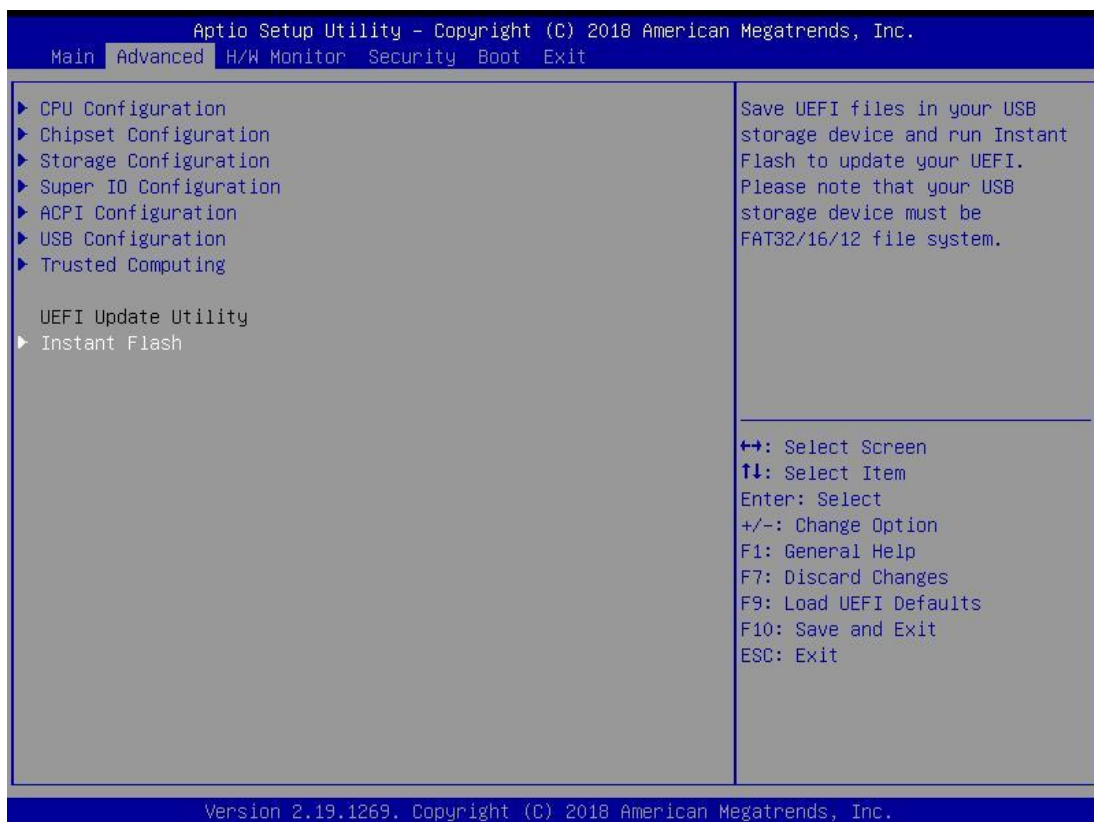 Aptio Setup Utility – Copyright (C) 2018 American Megatrends, Inc.
Main Advanced H/W Monitor Security Boot Exit
CPU Configuration
Chipset Configuration
Storage Configuration
Super IO Configuration
ACPI Configuration
USB Configuration
Trusted Computing
UEFI Update Utility
Instant Flash
Save UEFI files in your USB
storage device and run Instant
Flash to update your UEFI.
Please note that your USB
storage device must be
FAT32/16/12 file system.
↔: Select Screen
↑↓: Select Item
Enter: Select
+/-: Change Option
F1: General Help
F7: Discard Changes
F9: Load UEFI Defaults
F10: Save and Exit
ESC: Exit
Version 2.19.1269. Copyright (C) 2018 American Megatrends, Inc.